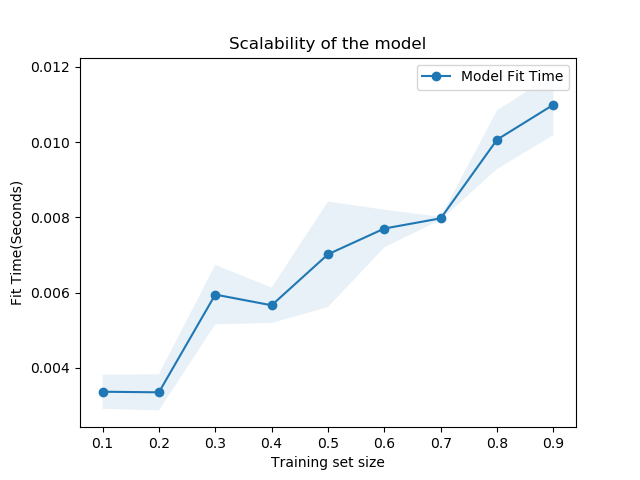 Scalability of the model
Model Fit Time
0.012
0.010
0.008
0.006
0.004
Fit Time(Seconds)
0.1 0.2 0.3 0.4 0.5 0.6 0.7 0.8 0.9
Training set size